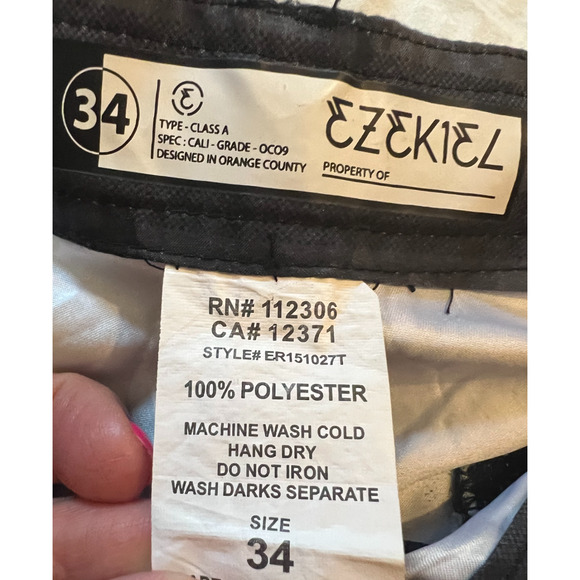 34
TYPE - CLASS A
SPEC : CALI - GRADE - OC09
DESIGNED IN ORANGE COUNTY
EZEKIEL
PROPERTY OF
RN# 112306
CA# 12371
STYLE# ER151027T
100% POLYESTER
MACHINE WASH COLD
HANG DRY
DO NOT IRON
WASH DARKS SEPARATE
SIZE
34